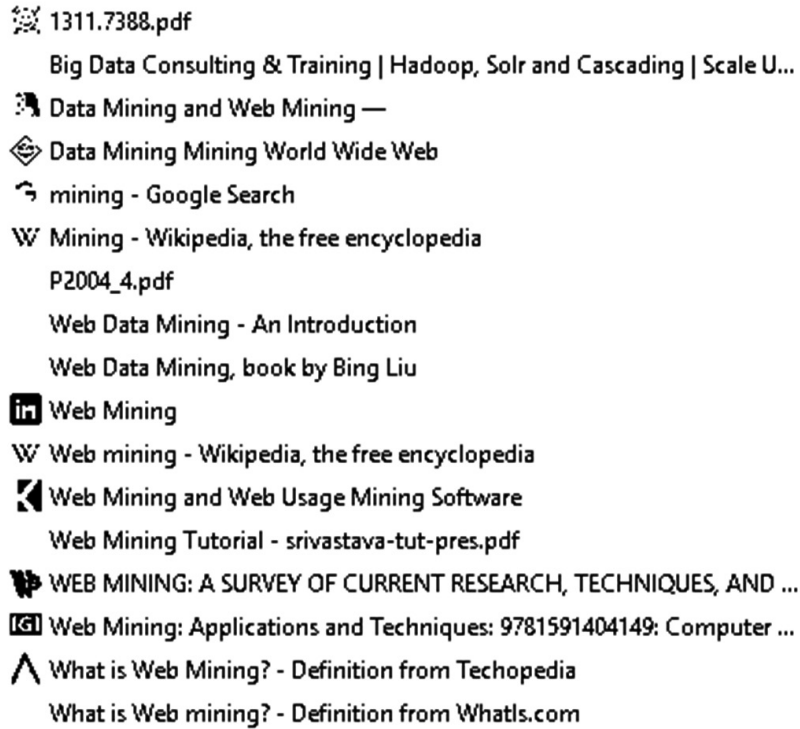 1311.7388.pdf
Big Data Consulting & Training | Hadoop, Solr and Cascading | Scale U...
Data Mining and Web Mining —
Data Mining Mining World Wide Web
mining - Google Search
W Mining - Wikipedia, the free encyclopedia
P2004_4.pdf
Web Data Mining - An Introduction
Web Data Mining, book by Bing Liu
in Web Mining
W Web mining - Wikipedia, the free encyclopedia
Web Mining and Web Usage Mining Software
Web Mining Tutorial - srivastava-tut-pres.pdf
WEB MINING: A SURVEY OF CURRENT RESEARCH, TECHNIQUES, AND ...
IGI Web Mining: Applications and Techniques: 9781591404149: Computer ...
What is Web Mining? - Definition from Techopedia
What is Web mining? - Definition from WhatIs.com